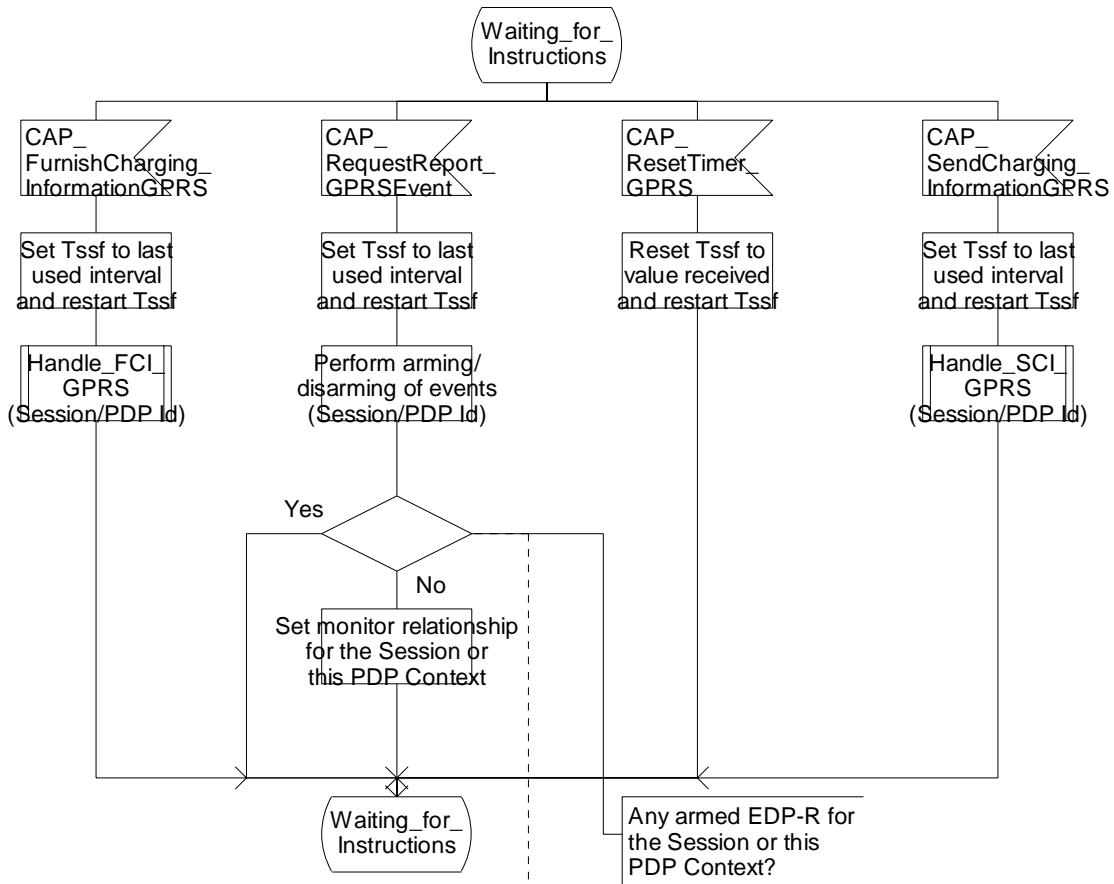 Waiting_for_
Instructions
CAP_
FurnishCharging_
InformationGPRS
CAP_
RequestReport_
GPRSEvent
CAP_
ResetTimer_
GPRS
CAP_
SendCharging_
InformationGPRS
Set Tssf to last
used interval
and restart Tssf
Set Tssf to last
used interval
and restart Tssf
Reset Tssf to
value received
and restart Tssf
Set Tssf to last
used interval
and restart Tssf
Handle_FCI_
GPRS
(Session/PDP Id)
Perform arming/
disarming of events
(Session/PDP Id)
Handle_SCI_
GPRS
(Session/PDP Id)
Yes
No
Set monitor relationship
for the Session or
this PDP Context
Waiting_for_
Instructions
Any armed EDP-R for
the Session or this
PDP Context?